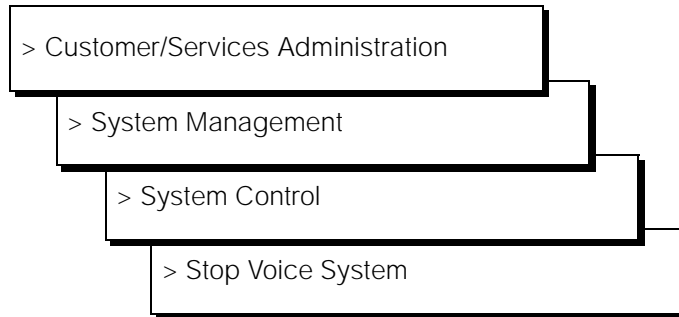 > Customer/Services Administration
> System Management
> System Control
> Stop Voice System